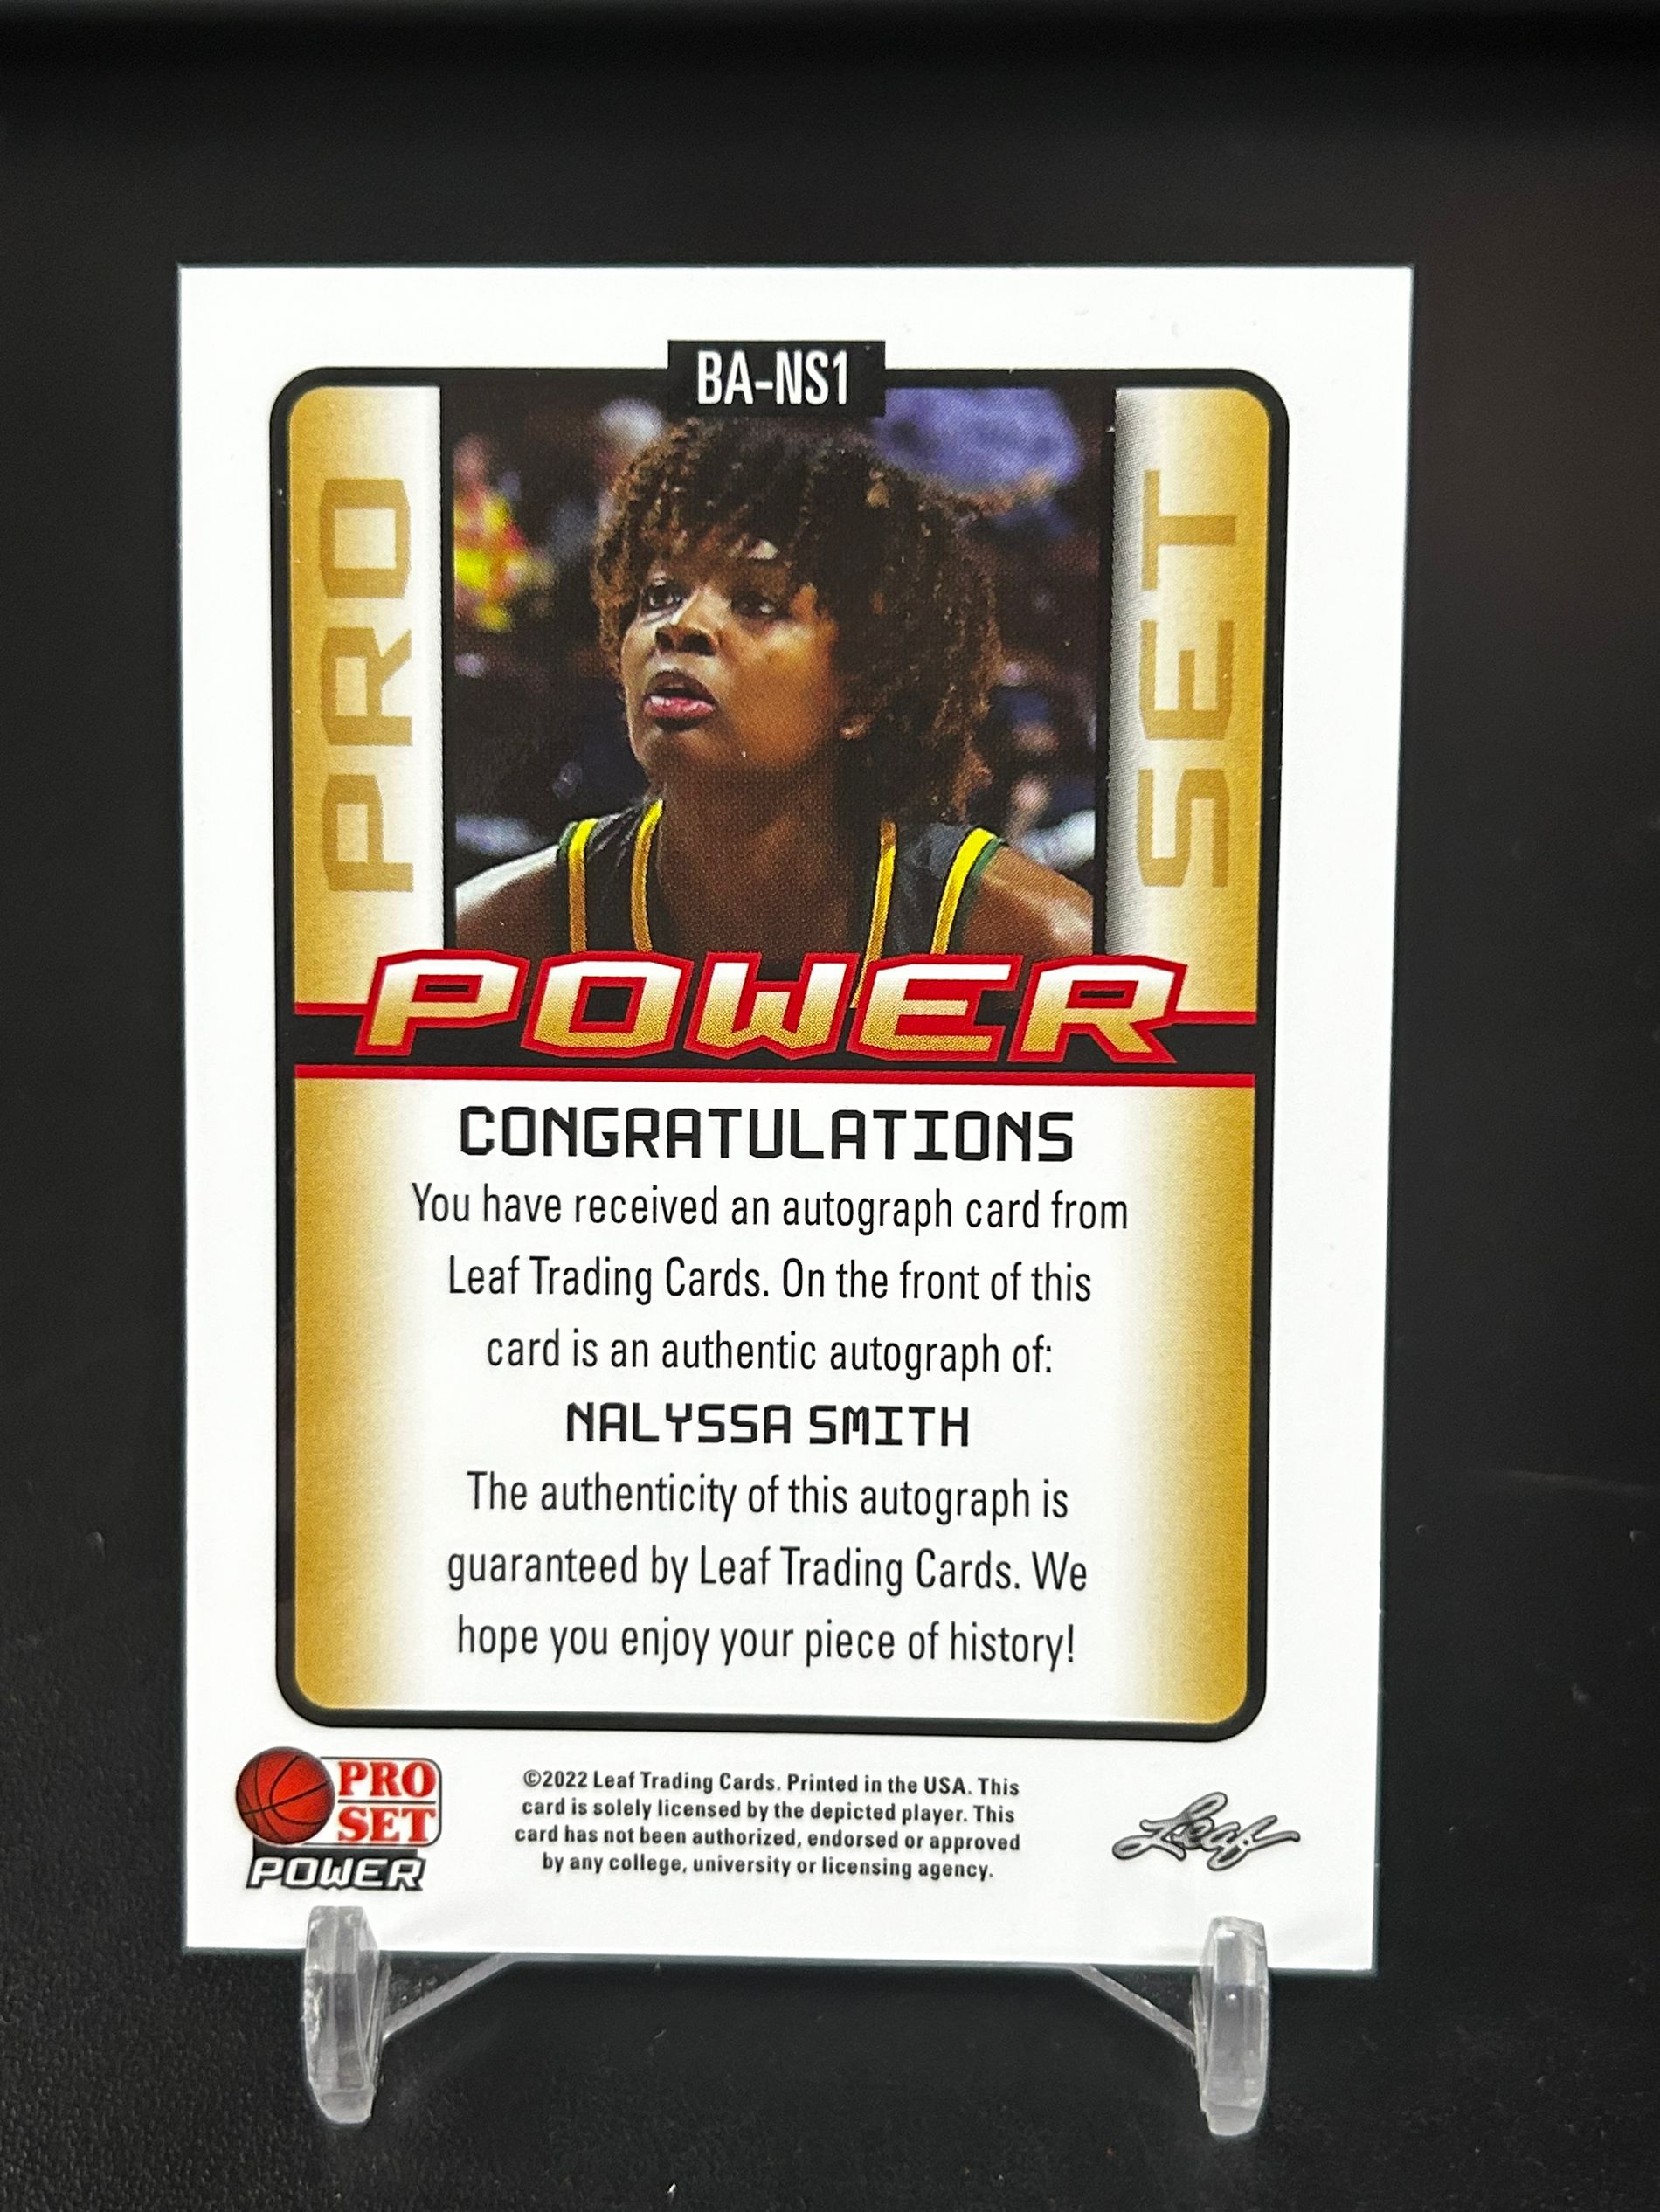 BA-NS1
PRO
SET
POWER
CONGRATULATIONS
You have received an autograph card from
Leaf Trading Cards. On the front of this
card is an authentic autograph of:
NALYSSA SMITH
The authenticity of this autograph is
guaranteed by Leaf Trading Cards. We
hope you enjoy your piece of history!
PRO
SET
POWER
©2022 Leaf Trading Cards. Printed in the USA. This
card is solely licensed by the depicted player. This
card has not been authorized, endorsed or approved
by any college, university or licensing agency.
Leaf